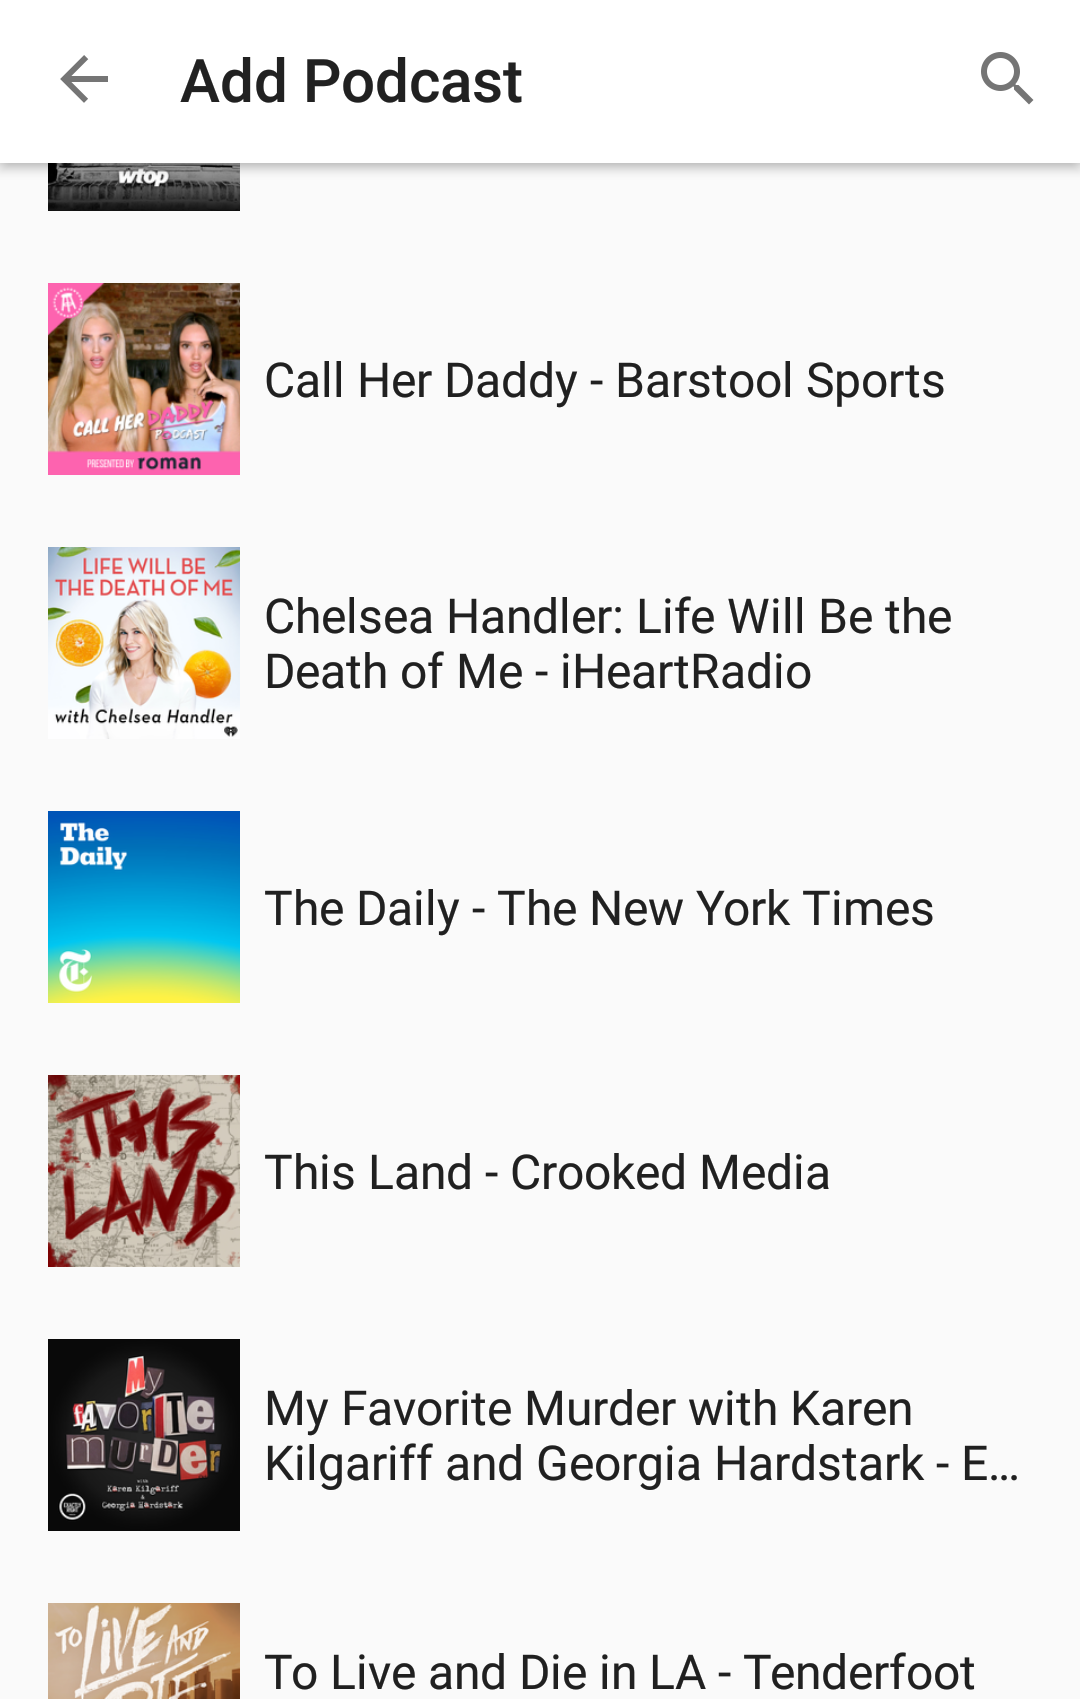 Add Podcast
wtop
CALL HER DADDY
PODCAST
PRESENTED BY roman
Call Her Daddy - Barstool Sports
LIFE WILL BE
THE DEATH OF ME
with Chelsea Handler
Chelsea Handler: Life Will Be the
Death of Me - iHeartRadio
The
Daily
The Daily - The New York Times
THIS
LAND
This Land - Crooked Media
My
FAVORITE
MURDER
with
Karen Kilgariff
&
Georgia Hardstark
EXACTLY
RIGHT
My Favorite Murder with Karen
Kilgariff and Georgia Hardstark - E...
TO LIVE AND
DIE
To Live and Die in LA - Tenderfoot